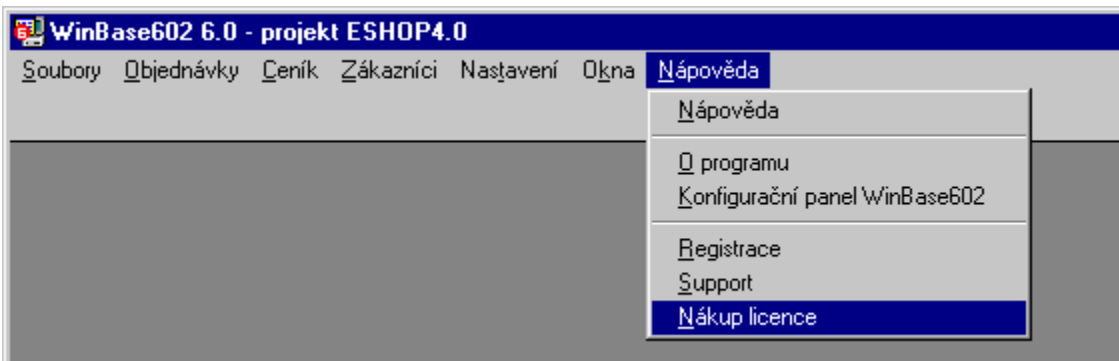 WinBase602 6.0 - projekt ESHOP4.0
Soubory Objednávky Ceník Zákazníci Nastavení Okna Nápověda
Nápověda
O programu
Konfigurační panel WinBase602
Registrace
Support
Nákup licence